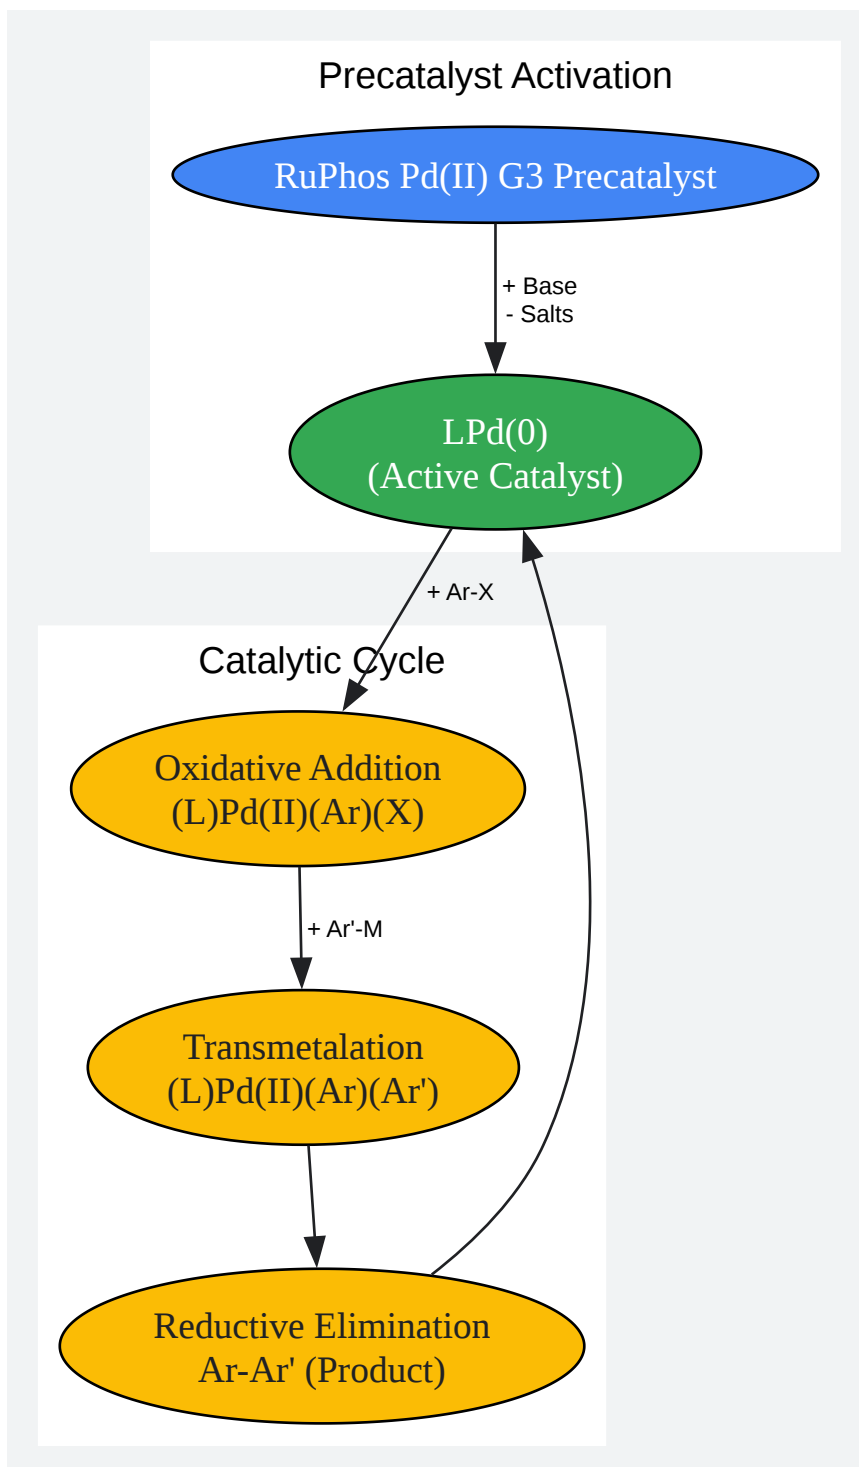 Precatalyst Activation
RuPhos Pd(II) G3 Precatalyst
+ Base
- Salts
LPd(0)
(Active Catalyst)
+ Ar-X
Catalytic Cycle
Oxidative Addition
(L)Pd(II)(Ar)(X)
+ Ar'-M
Transmetalation
(L)Pd(II)(Ar)(Ar')
Reductive Elimination
Ar-Ar' (Product)